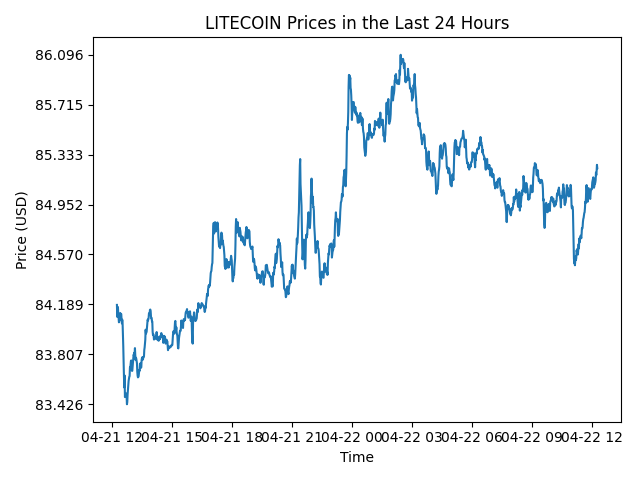 LITECOIN Prices in the Last 24 Hours
86.096
85.715
85.333
84.952
84.570
84.189
83.807
83.426
Price (USD)
04-21 12 04-21 15 04-21 18 04-21 21 04-22 00 04-22 03 04-22 06 04-22 09 04-22 12
Time